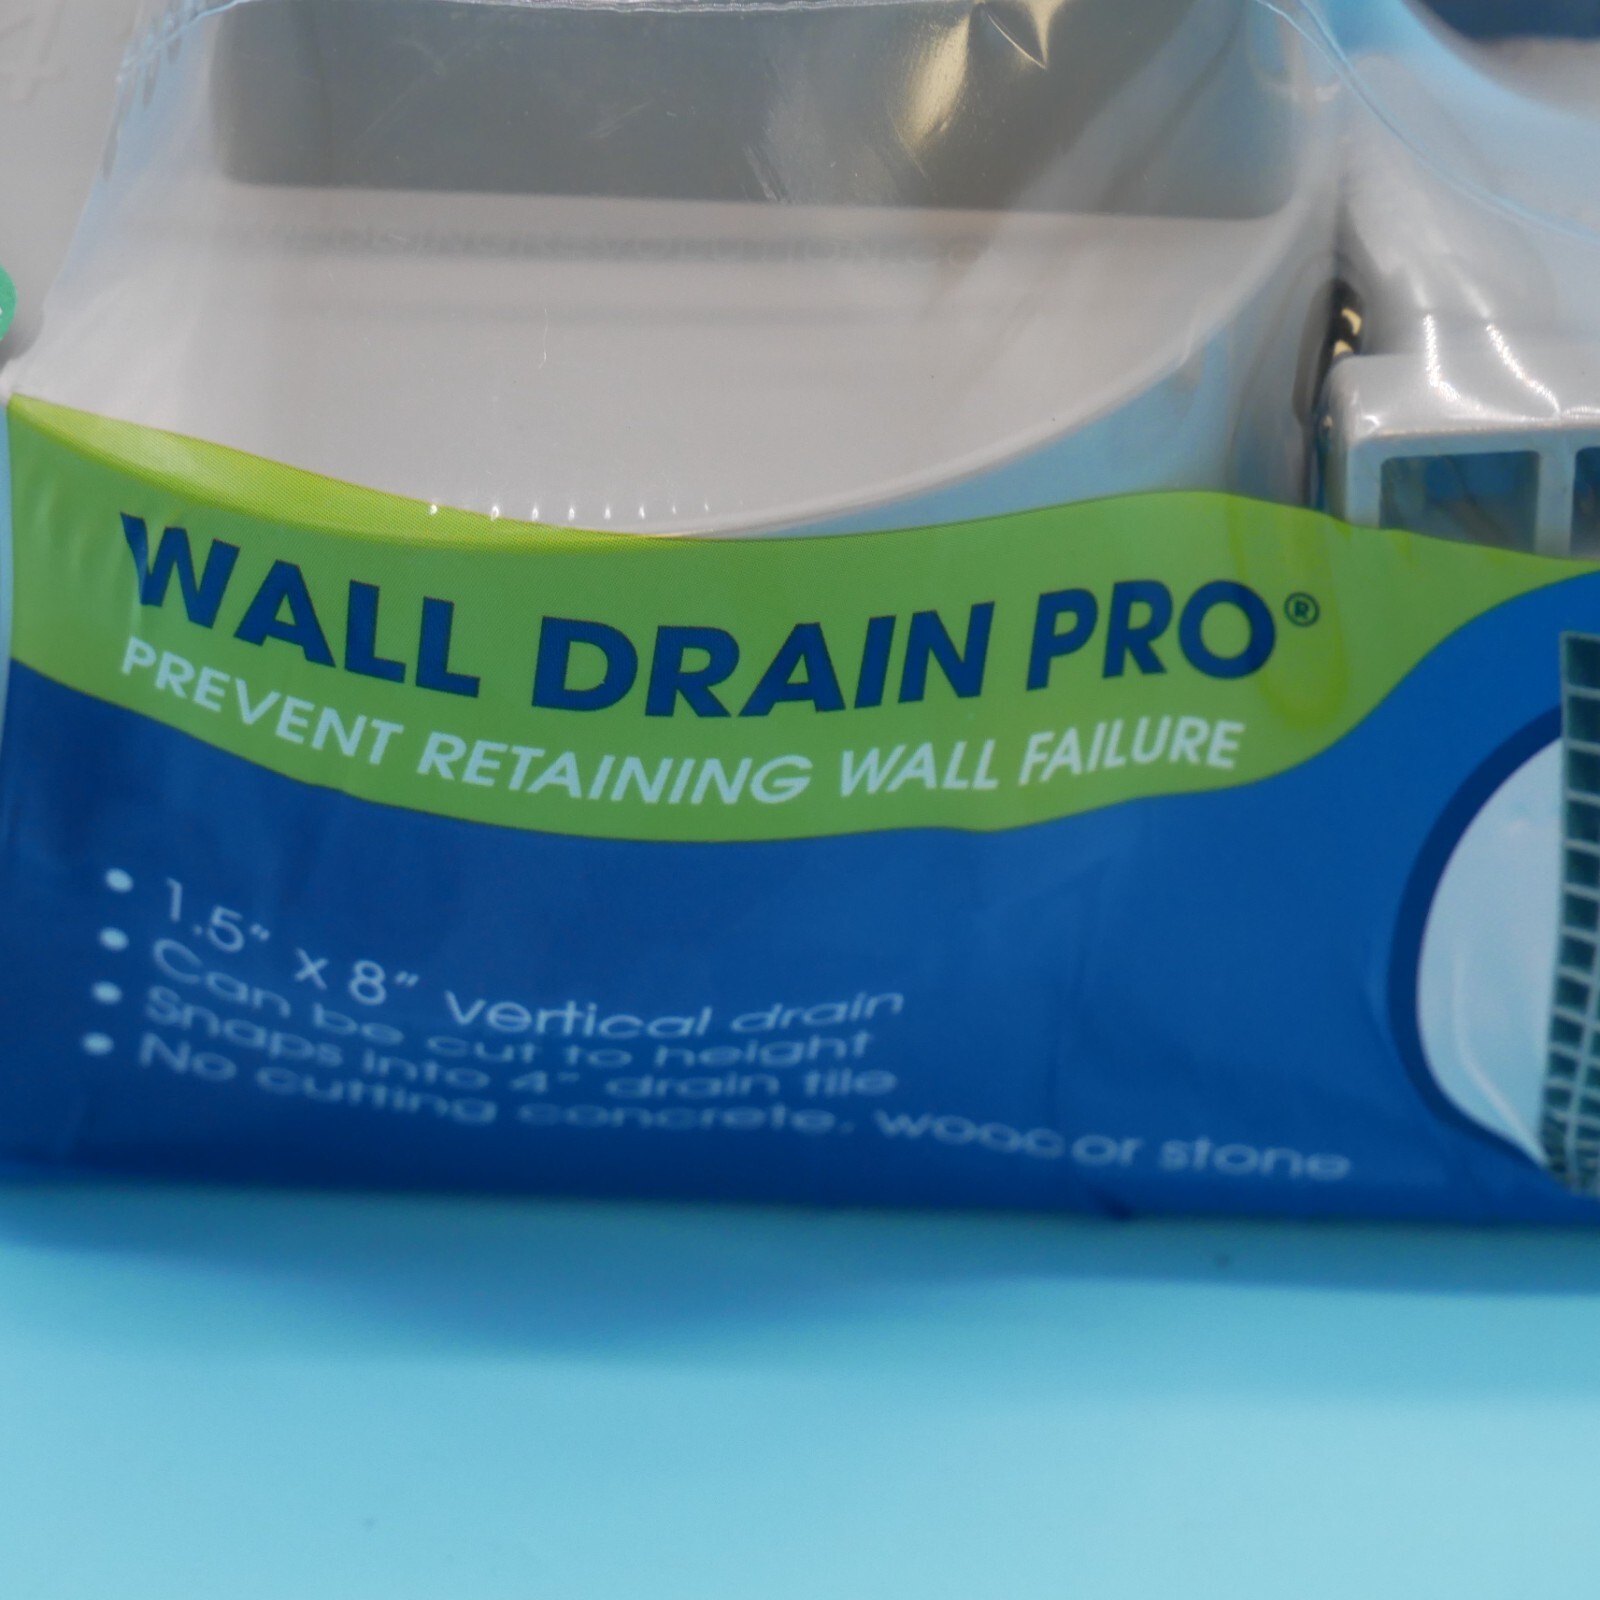 WALL DRAIN PRO®
PREVENT RETAINING WALL FAILURE
• 1.5" x 8" vertical drain
• Can be cut to height
• Snaps into 4" drain tile
• No cutting concrete, wood or stone